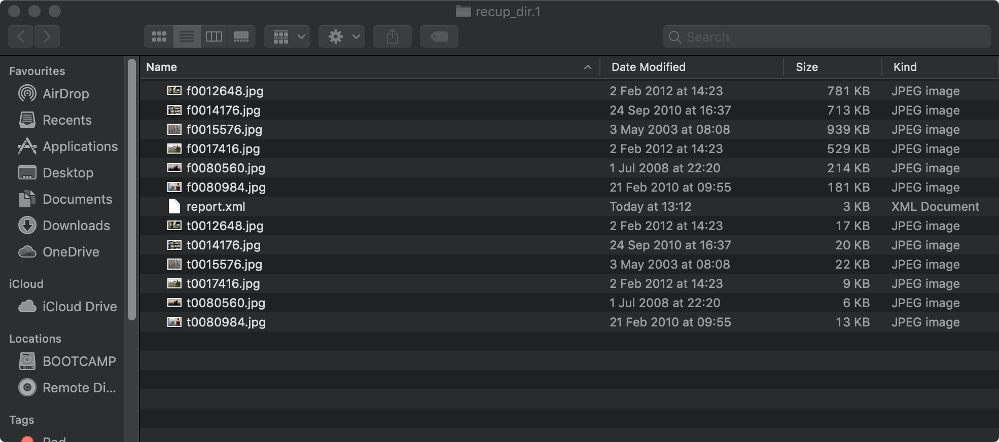 recup_dir.1
Search
Favourites
AirDrop
Recents
Applications
Desktop
Documents
Downloads
OneDrive
iCloud
iCloud Drive
Locations
BOOTCAMP
Remote Di...
Tags
Red
Name Date Modified Size Kind
f0012648.jpg 2 Feb 2012 at 14:23 781 KB JPEG image
f0014176.jpg 24 Sep 2010 at 16:37 713 KB JPEG image
f0015576.jpg 3 May 2003 at 08:08 939 KB JPEG image
f0017416.jpg 2 Feb 2012 at 14:23 529 KB JPEG image
f0080560.jpg 1 Jul 2008 at 22:20 214 KB JPEG image
f0080984.jpg 21 Feb 2010 at 09:55 181 KB JPEG image
report.xml Today at 13:12 3 KB XML Document
t0012648.jpg 2 Feb 2012 at 14:23 17 KB JPEG image
t0014176.jpg 24 Sep 2010 at 16:37 20 KB JPEG image
t0015576.jpg 3 May 2003 at 08:08 22 KB JPEG image
t0017416.jpg 2 Feb 2012 at 14:23 9 KB JPEG image
t0080560.jpg 1 Jul 2008 at 22:20 6 KB JPEG image
t0080984.jpg 21 Feb 2010 at 09:55 13 KB JPEG image